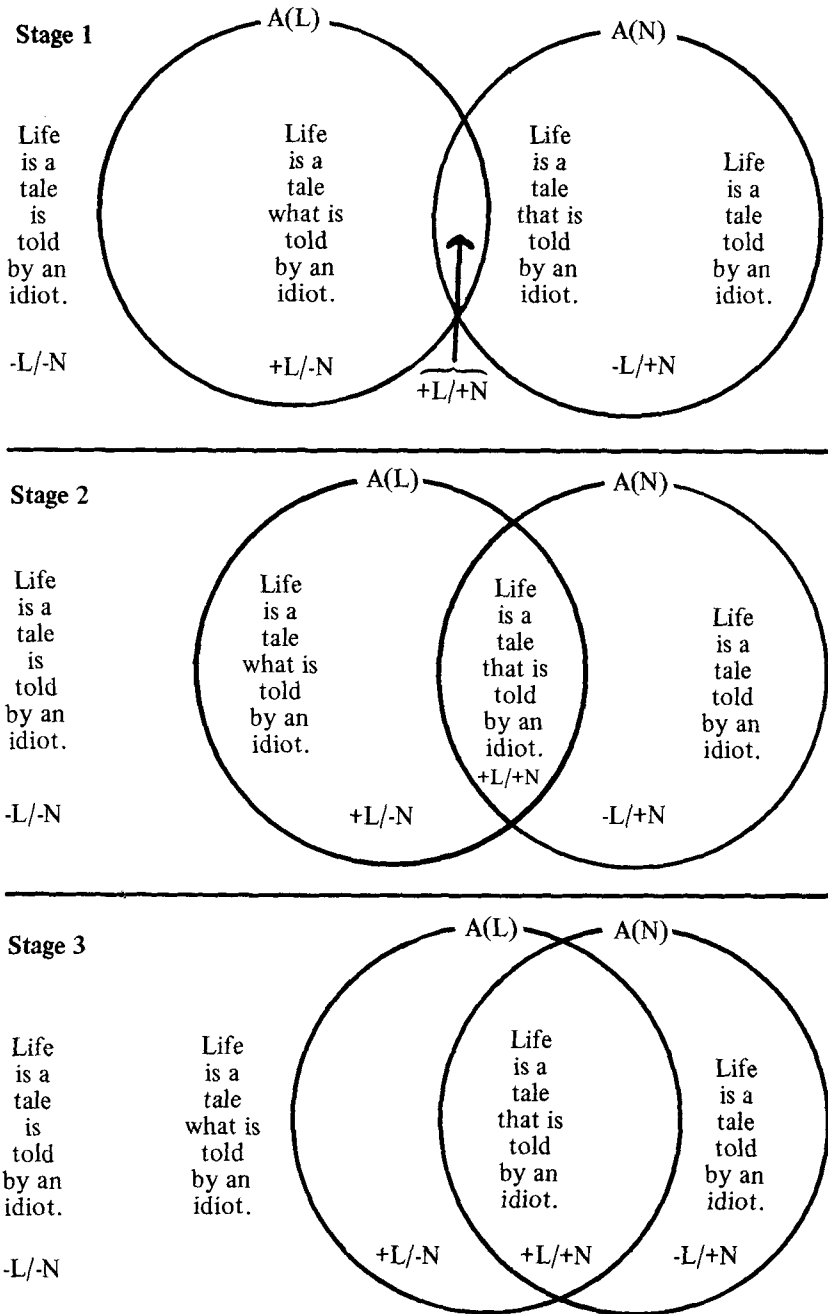 Stage 1
A(L)
A(N)
Life
is a
tale
is
told
by an
idiot.
-L/-N
Life
is a
tale
what is
told
by an
idiot.
+L/-N
+L/+N
Life
is a
tale
that is
told
by an
idiot.
Life
is a
tale
told
by an
idiot.
-L/+N
Stage 2
A(L)
A(N)
Life
is a
tale
is
told
by an
idiot.
-L/-N
Life
is a
tale
what is
told
by an
idiot.
+L/-N
Life
is a
tale
that is
told
by an
idiot.
+L/+N
Life
is a
tale
told
by an
idiot.
-L/+N
Stage 3
A(L)
A(N)
Life
is a
tale
is
told
by an
idiot.
-L/-N
Life
is a
tale
what is
told
by an
idiot.
+L/-N
Life
is a
tale
that is
told
by an
idiot.
+L/+N
Life
is a
tale
told
by an
idiot.
-L/+N